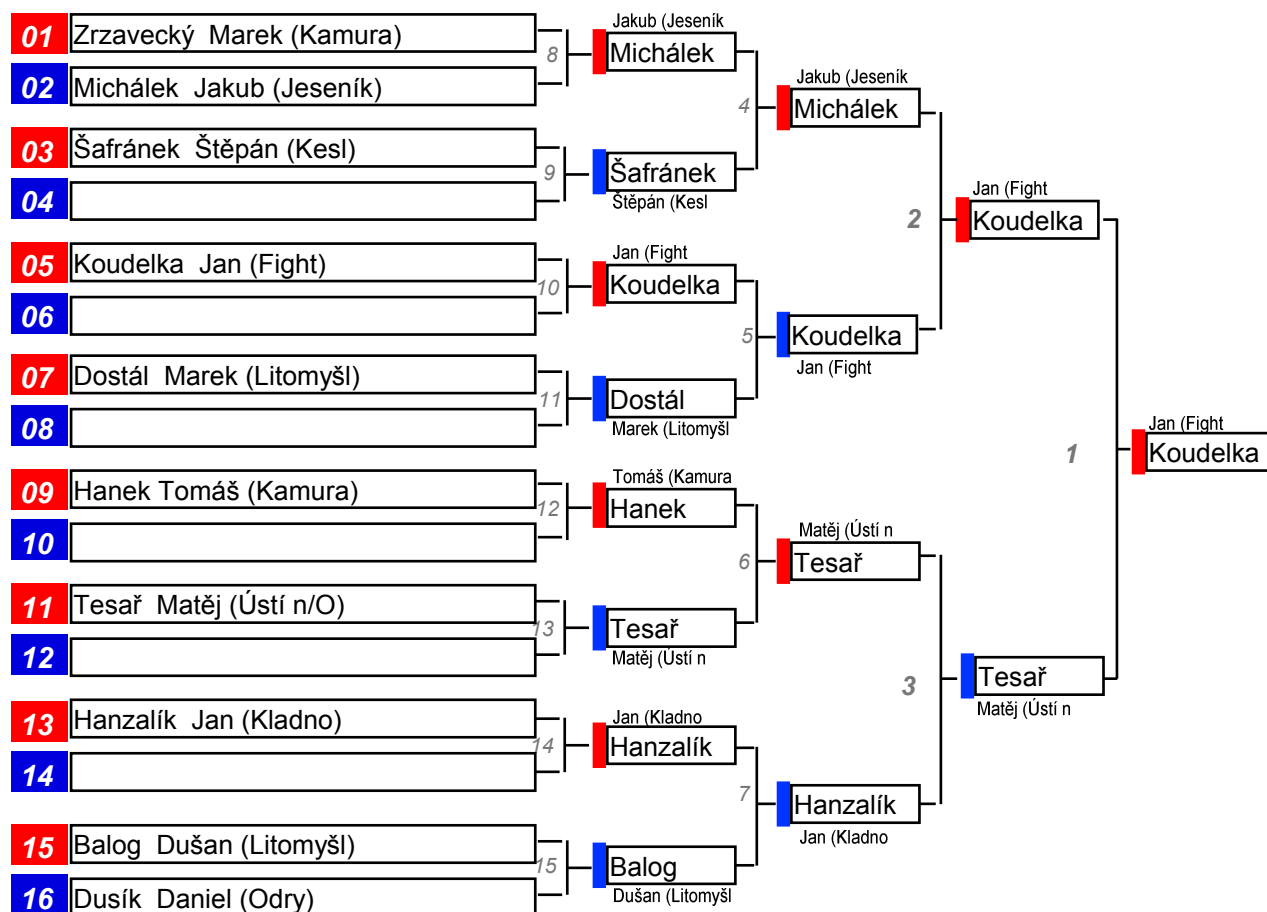 01 Zrzavecký Marek (Kamura)
02 Michálek Jakub (Jeseník)
03 Šafránek Štěpán (Kesl)
04
05 Koudelka Jan (Fight)
06
07 Dostál Marek (Litomyšl)
08
09 Hanek Tomáš (Kamura)
10
11 Tesař Matěj (Ústí n/O)
12
13 Hanzalík Jan (Kladno)
14
15 Balog Dušan (Litomyšl)
16 Dusík Daniel (Odry)
8
9
10
11
12
13
14
15
Jakub (Jeseník
Michálek
Šafránek
Štěpán (Kesl
Jan (Fight
Koudelka
Dostál
Marek (Litomyšl
Tomáš (Kamura
Hanek
Tesař
Matěj (Ústí n
Jan (Kladno
Hanzalík
Balog
Dušan (Litomyšl
4
5
6
7
Jakub (Jeseník
Michálek
Koudelka
Jan (Fight
Matěj (Ústí n
Tesař
Hanzalík
Jan (Kladno
2
3
Jan (Fight
Koudelka
Tesař
Matěj (Ústí n
1
Jan (Fight
Koudelka